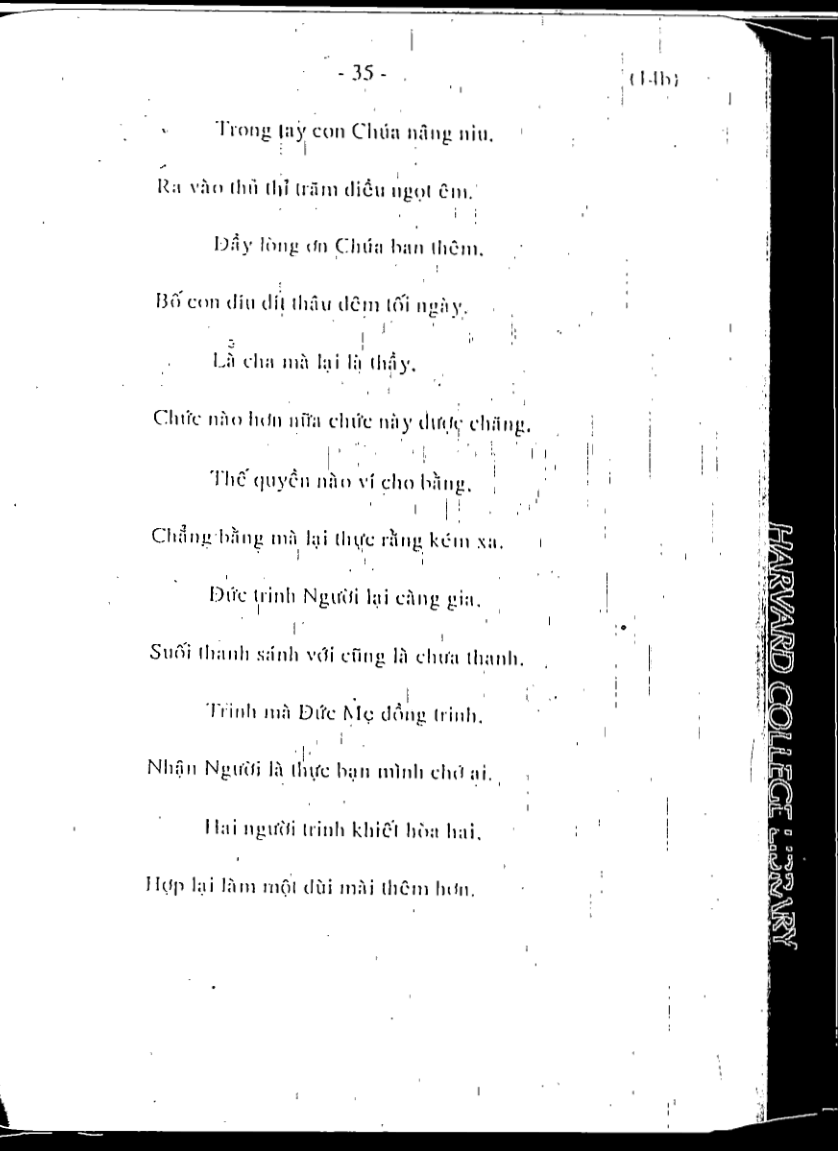 - 35 -
(14b)
Trong tay con Chúa nâng niu.
Ra vào thủ thỉ trăm điều ngọt êm.
Đầy lòng ơn Chúa ban thêm.
Bố con díu dít thâu đêm tối ngày.
Là cha mà lại là thầy.
Chức nào hơn nữa chức này được chăng.
Thế quyền nào ví cho bằng.
Chẳng bằng mà lại thực rằng kém xa.
Đức trinh Người lại càng gia.
Suối thanh sánh với cũng là chưa thanh.
Trinh mà Đức Mẹ đồng trinh.
Nhận Người là thực bạn mình chớ ai.
Hai người trinh khiết hòa hai.
Hợp lại làm một dùi mài thêm hơn.
HARVARD COLLEGE LIBRARY